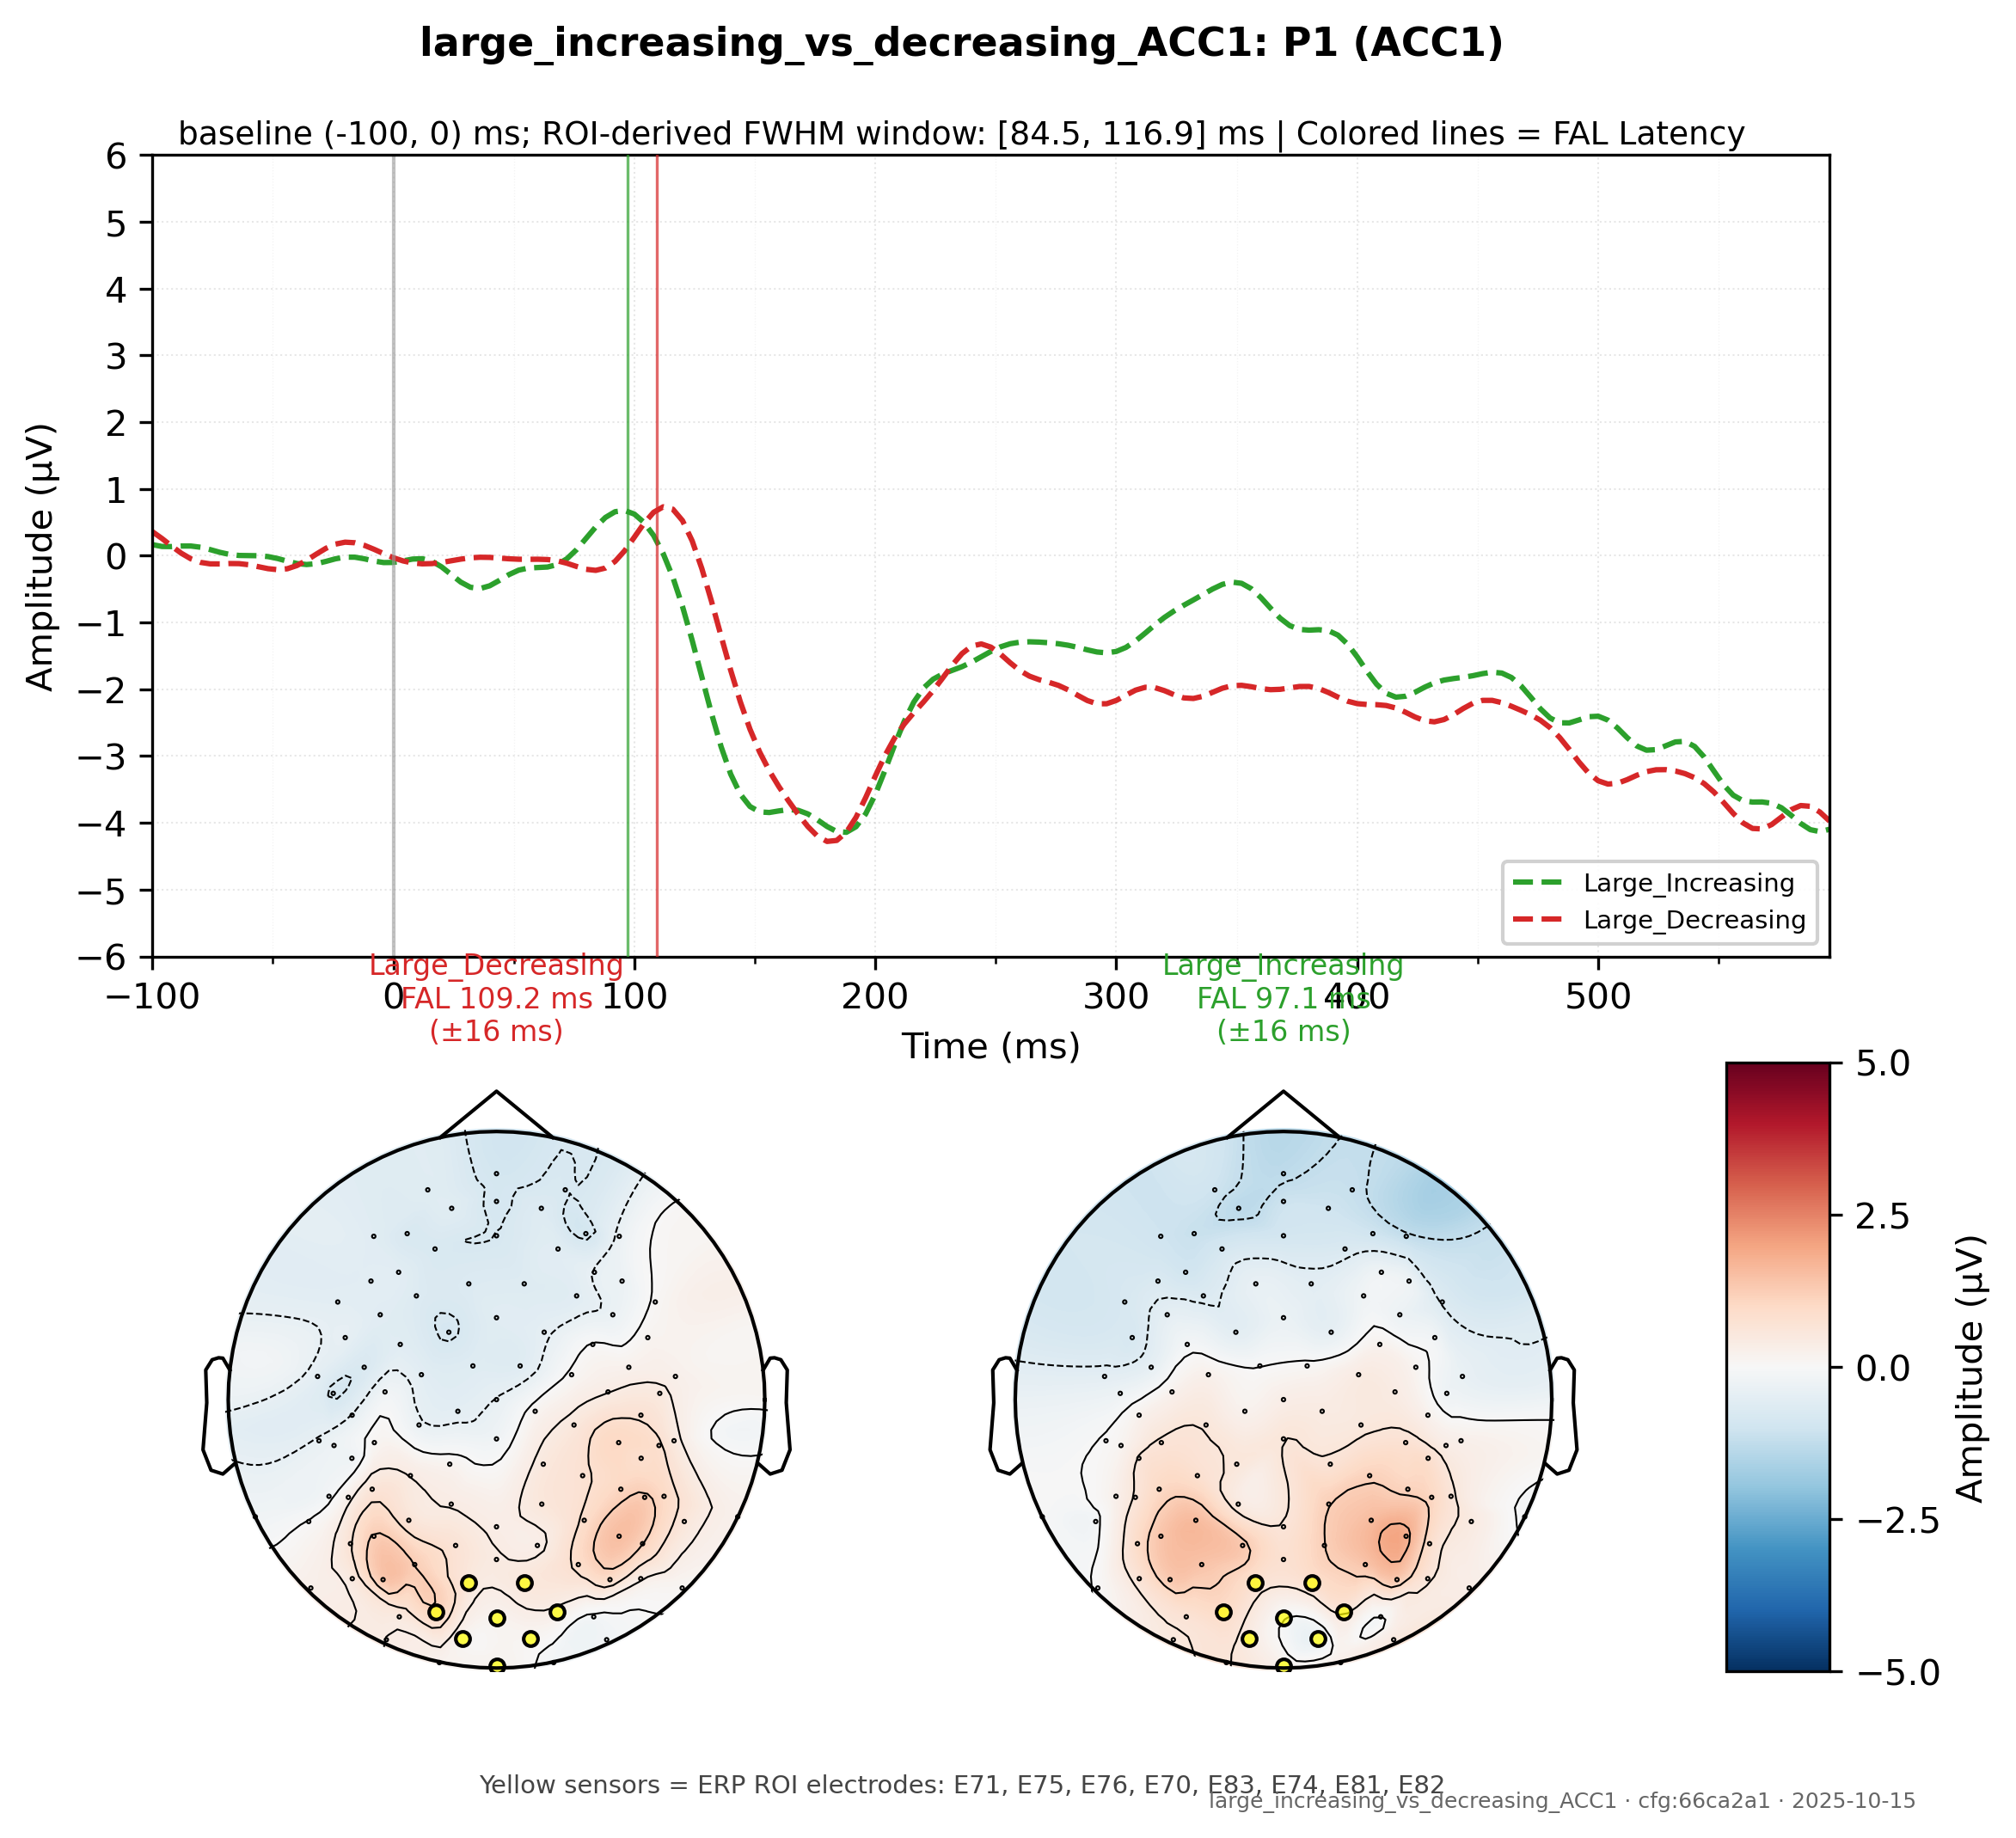 large_increasing_vs_decreasing_ACC1: P1 (ACC1)
baseline (-100, 0) ms; ROI-derived FWHM window: [84.5, 116.9] ms | Colored lines = FAL Latency
Amplitude (µV)
6
5
4
3
2
1
0
−1
−2
−3
−4
−5
−6
Large_Increasing
Large_Decreasing
−100
0
100
200
300
400
500
Time (ms)
Large_Decreasing
FAL 109.2 ms
(±16 ms)
Large_Increasing
FAL 97.1 ms
(±16 ms)
5.0
2.5
0.0
−2.5
−5.0
Amplitude (µV)
Yellow sensors = ERP ROI electrodes: E71, E75, E76, E70, E83, E74, E81, E82
large_increasing_vs_decreasing_ACC1 · cfg:66ca2a1 · 2025-10-15